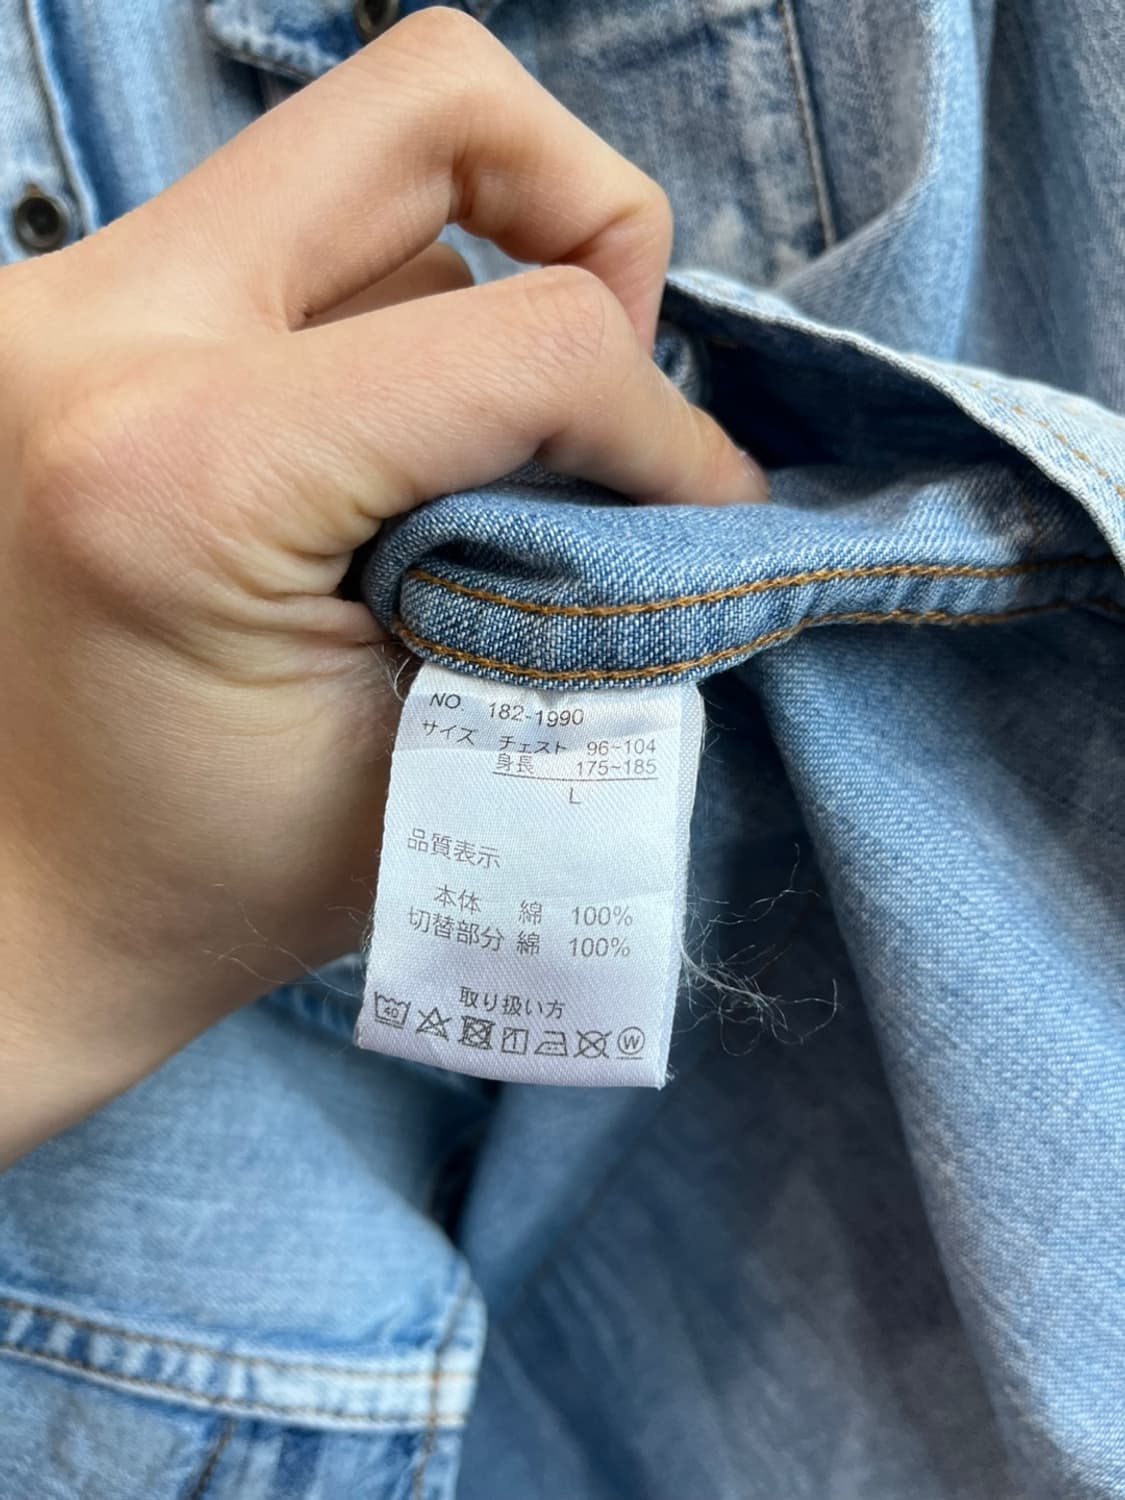 NO. 182-1990
サイズ チェスト 96~104
身長 175~185
L
品質表示
本体 綿 100%
切替部分 綿 100%
取り扱い方
40 W